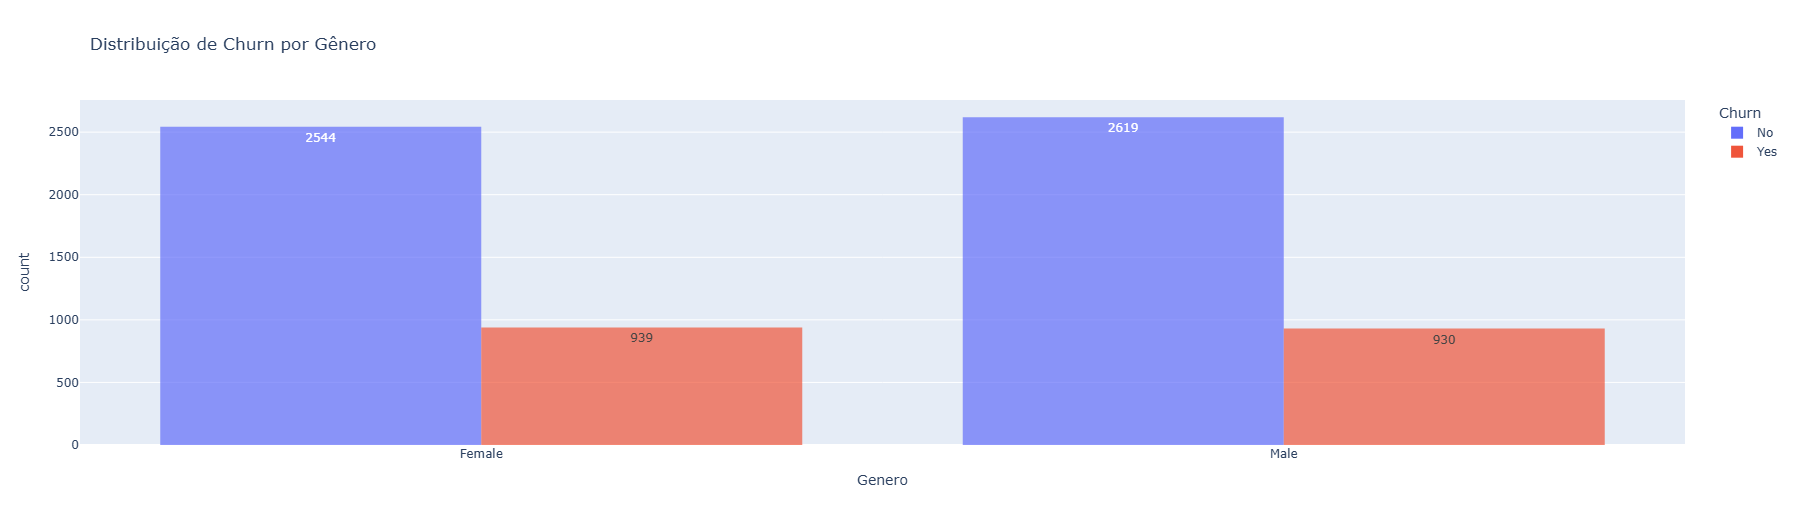 Distribuição de Churn por Gênero
Churn
No
Yes
count
2500
2000
1500
1000
500
0
2544
939
2619
930
Female
Male
Genero